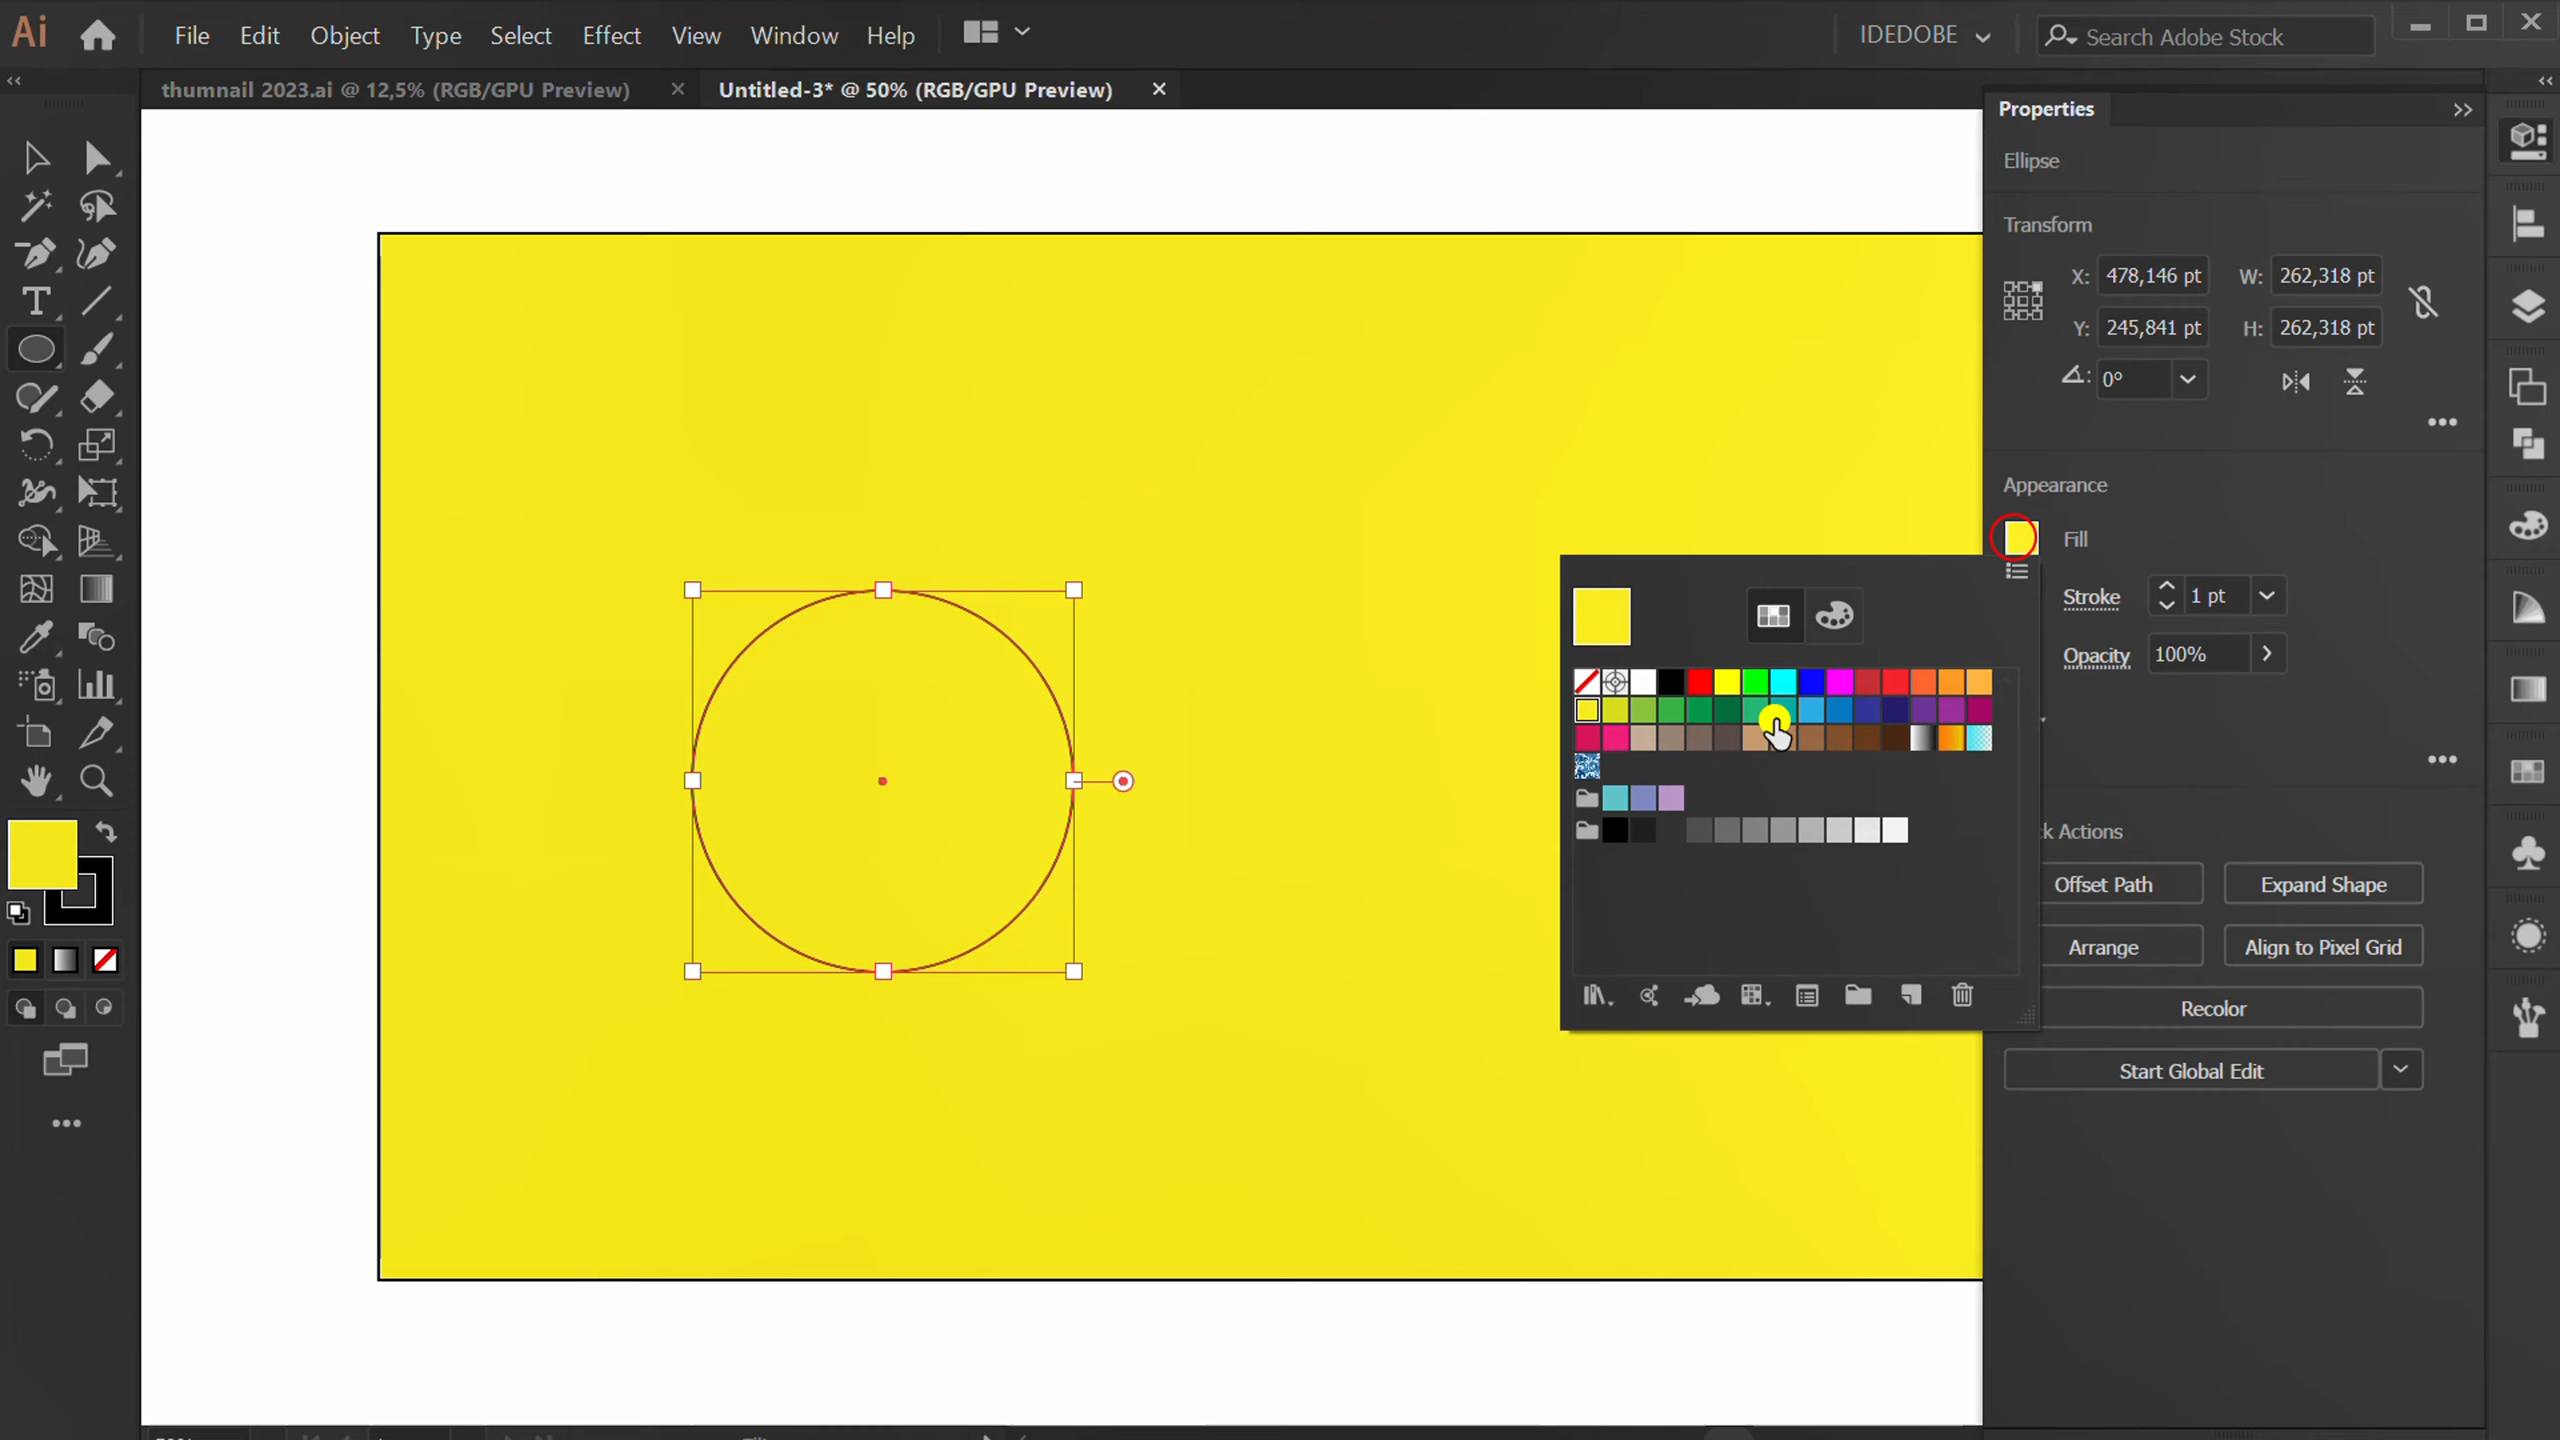 Ai File Edit Object Type Select Effect View Window Help IDEDOBE Search Adobe Stock
thumnail 2023.ai @ 12,5% (RGB/GPU Preview) Untitled-3* @ 50% (RGB/GPU Preview)
Properties
Ellipse
Transform
X: 478,146 pt W: 262,318 pt
Y: 245,841 pt H: 262,318 pt
0°
Appearance
Fill
Stroke 1 pt
Opacity 100%
Actions
Offset Path Expand Shape
Arrange Align to Pixel Grid
Recolor
Start Global Edit